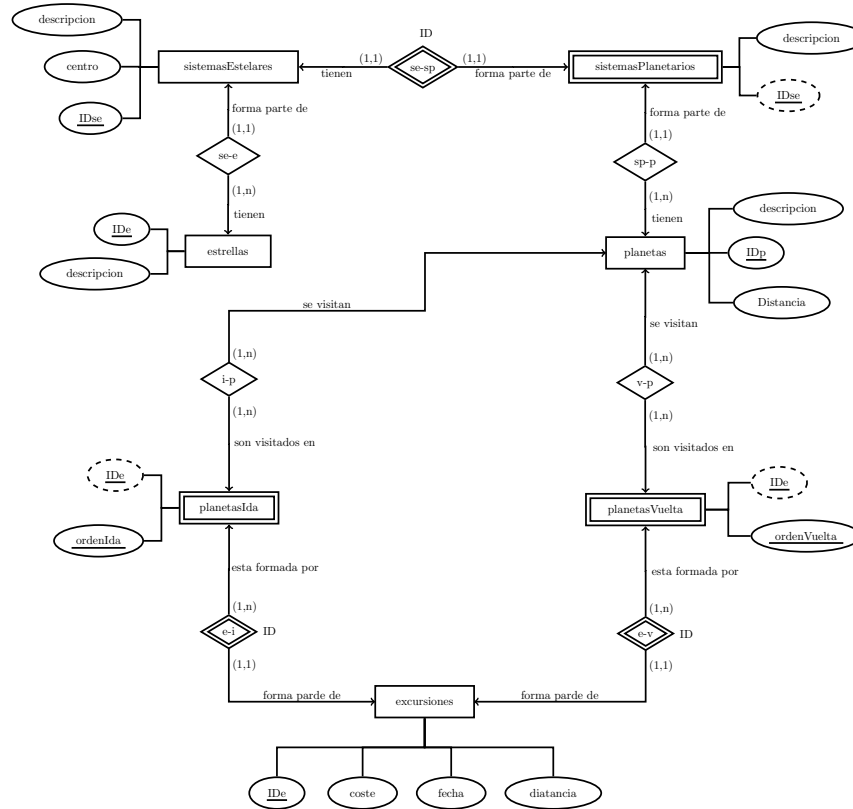 descripcion
ID
descripcion
centro
sistemasEstelares
(1,1)
se-sp
(1,1)
sistemasPlanetarios
tienen
forma parte de
IDse
IDse
forma parte de
forma parte de
(1,1)
(1,1)
se-e
sp-p
(1,n)
(1,n)
tienen
tienen
descripcion
IDe
estrellas
planetas
IDp
descripcion
Distancia
se visitan
se visitan
(1,n)
(1,n)
i-p
v-p
(1,n)
(1,n)
son visitados en
son visitados en
IDe
IDe
planetasIda
planetasVuelta
ordenIda
ordenVuelta
esta formada por
esta formada por
(1,n)
(1,n)
e-i
ID
e-v
ID
(1,1)
(1,1)
forma parde de
forma parde de
excursiones
IDe
coste
fecha
diatancia